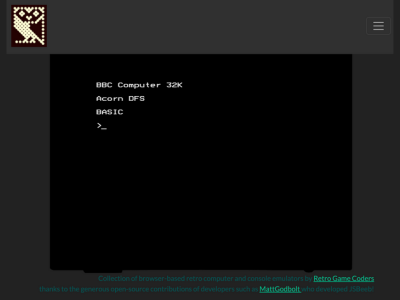 BBC Computer 32K
Acorn DFS
BASIC
>_
Collection of browser-based retro computer and console emulators by Retro Game Coders
thanks to the generous open-source contributions of developers such as MattGodbolt who developed JSbeeb.